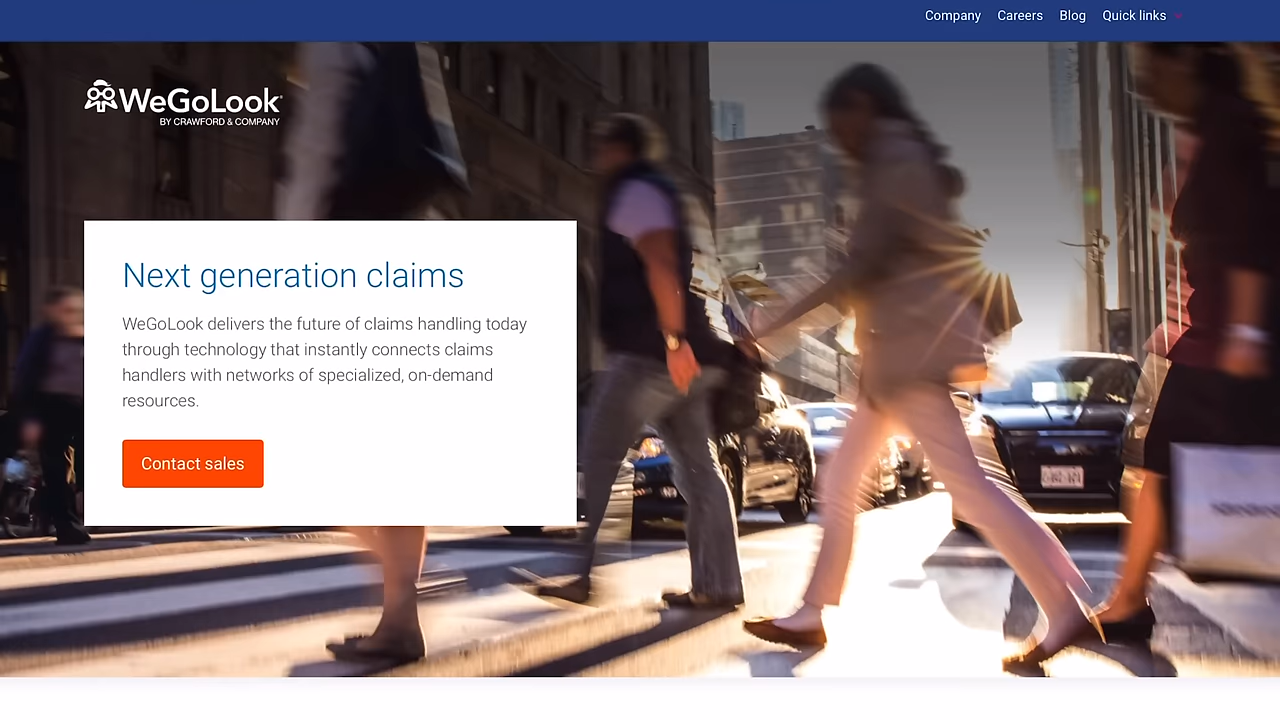 Company Careers Blog Quick links
WeGoLook
BY CRAWFORD & COMPANY
Next generation claims
WeGoLook delivers the future of claims handling today
through technology that instantly connects claims
handlers with networks of specialized, on-demand
resources.
Contact sales